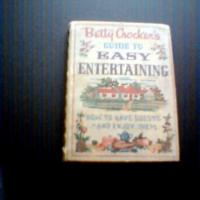 Betty Crocker's
GUIDE TO
EASY
ENTERTAINING
HOW TO HAVE GUESTS
- AND ENJOY THEM